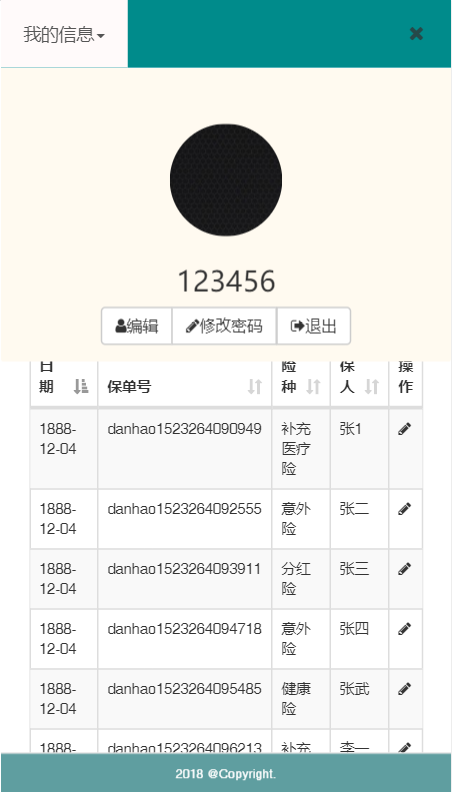 我的信息
123456
编辑 修改密码 退出
日 险 保 操
期 保单号 种 人 作
1888- danhao1523264090949 补充 张1
12-04 医疗
险
1888- danhao1523264092555 意外 张二
12-04 险
1888- danhao1523264093911 分红 张三
12-04 险
1888- danhao1523264094718 意外 张四
12-04 险
1888- danhao1523264095485 健康 张武
12-04 险
1888- danhao1523264096213 补充 李一
2018 @Copyright.